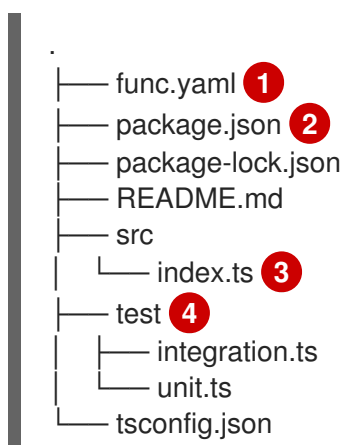 .
├── func.yaml 1
├── package.json 2
├── package-lock.json
├── README.md
├── src
│   └── index.ts 3
├── test 4
│   ├── integration.ts
│   └── unit.ts
└── tsconfig.json